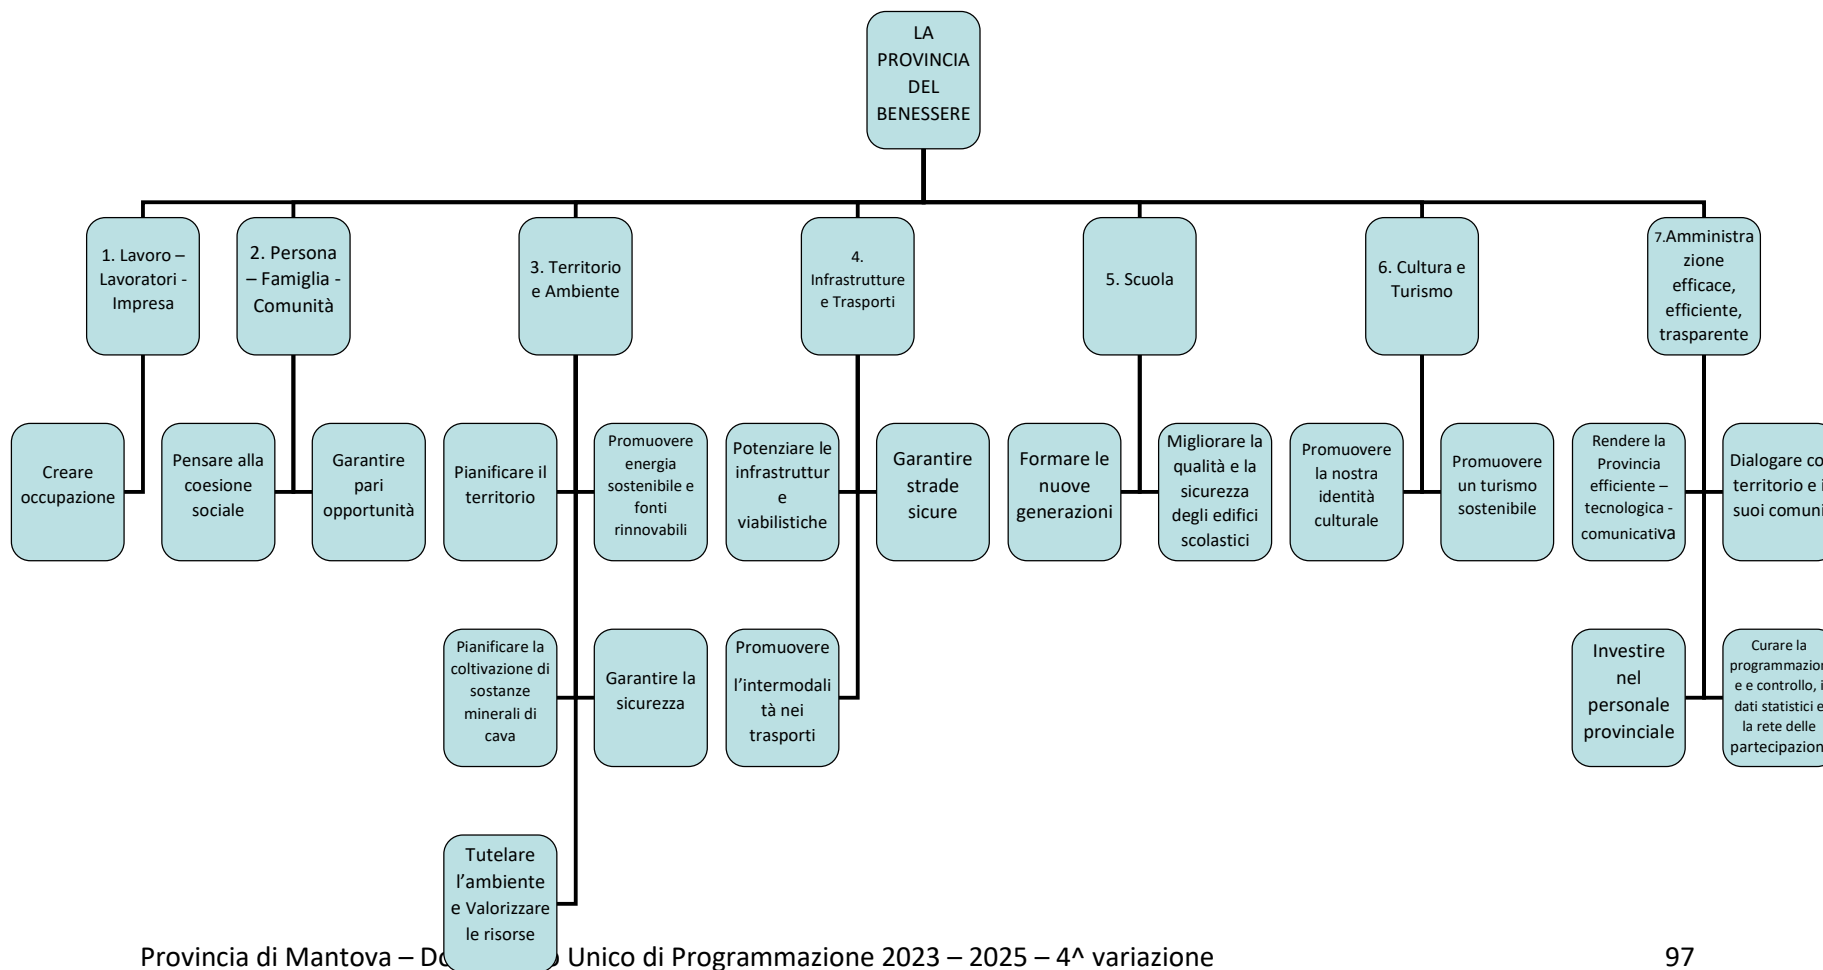 LA
PROVINCIA
DEL
BENESSERE
1. Lavoro –
Lavoratori -
Impresa
2. Persona
– Famiglia -
Comunità
3. Territorio
e Ambiente
4.
Infrastrutture
e Trasporti
5. Scuola
6. Cultura e
Turismo
7.Amministra
zione
efficace,
efficiente,
trasparente
Creare
occupazione
Pensare alla
coesione
sociale
Garantire
pari
opportunità
Pianificare il
territorio
Promuovere
energia
sostenibile e
fonti
rinnovabili
Potenziare le
infrastruttur
e
viabilistiche
Garantire
strade
sicure
Formare le
nuove
generazioni
Migliorare la
qualità e la
sicurezza
degli edifici
scolastici
Promuovere
la nostra
identità
culturale
Promuovere
un turismo
sostenibile
Rendere la
Provincia
efficiente –
tecnologica -
comunicativa
Dialogare co
territorio e i
suoi comuni
Pianificare la
coltivazione di
sostanze
minerali di
cava
Garantire la
sicurezza
Promuovere
l'intermodali
tà nei
trasporti
Investire
nel
personale
provinciale
Curare la
programmazion
e e controllo, i
dati statistici e
la rete delle
partecipazion
Tutelare
l'ambiente
e Valorizzare
le risorse
Provincia di Mantova – Do Unico di Programmazione 2023 – 2025 – 4^ variazione 97